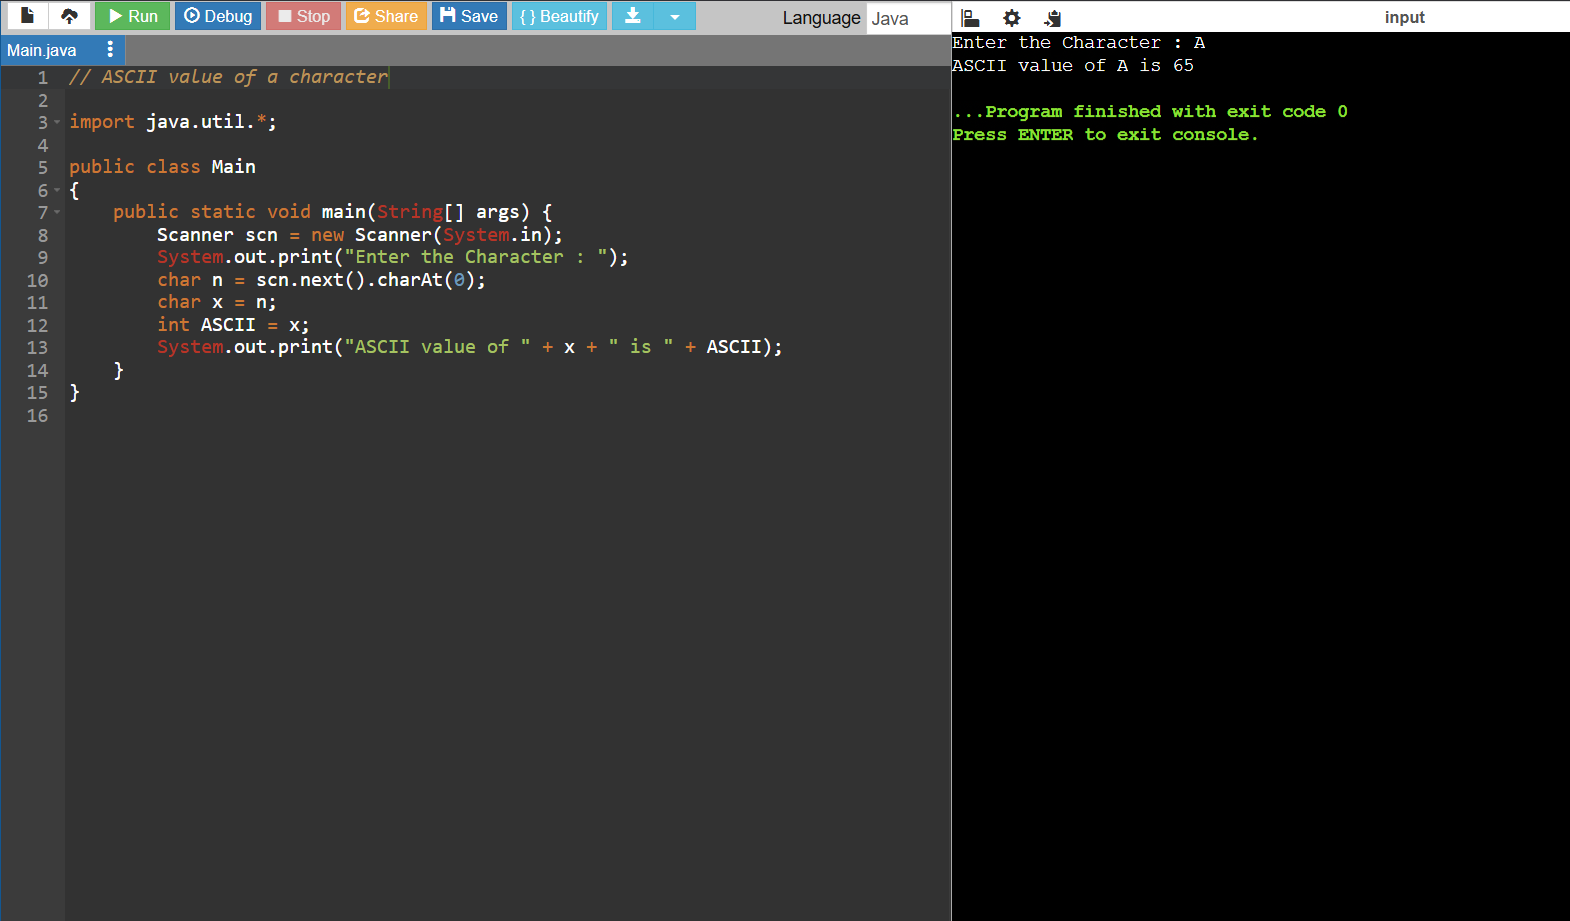 Run Debug Stop Share Save { } Beautify Language Java
Main.java
1 // ASCII value of a character
2
3 import java.util.*;
4
5 public class Main
6 {
7 public static void main(String[] args) {
8 Scanner scn = new Scanner(System.in);
9 System.out.print("Enter the Character : ");
10 char n = scn.next().charAt(0);
11 char x = n;
12 int ASCII = x;
13 System.out.print("ASCII value of " + x + " is " + ASCII);
14 }
15 }
16
input
Enter the Character : A
ASCII value of A is 65
...Program finished with exit code 0
Press ENTER to exit console.